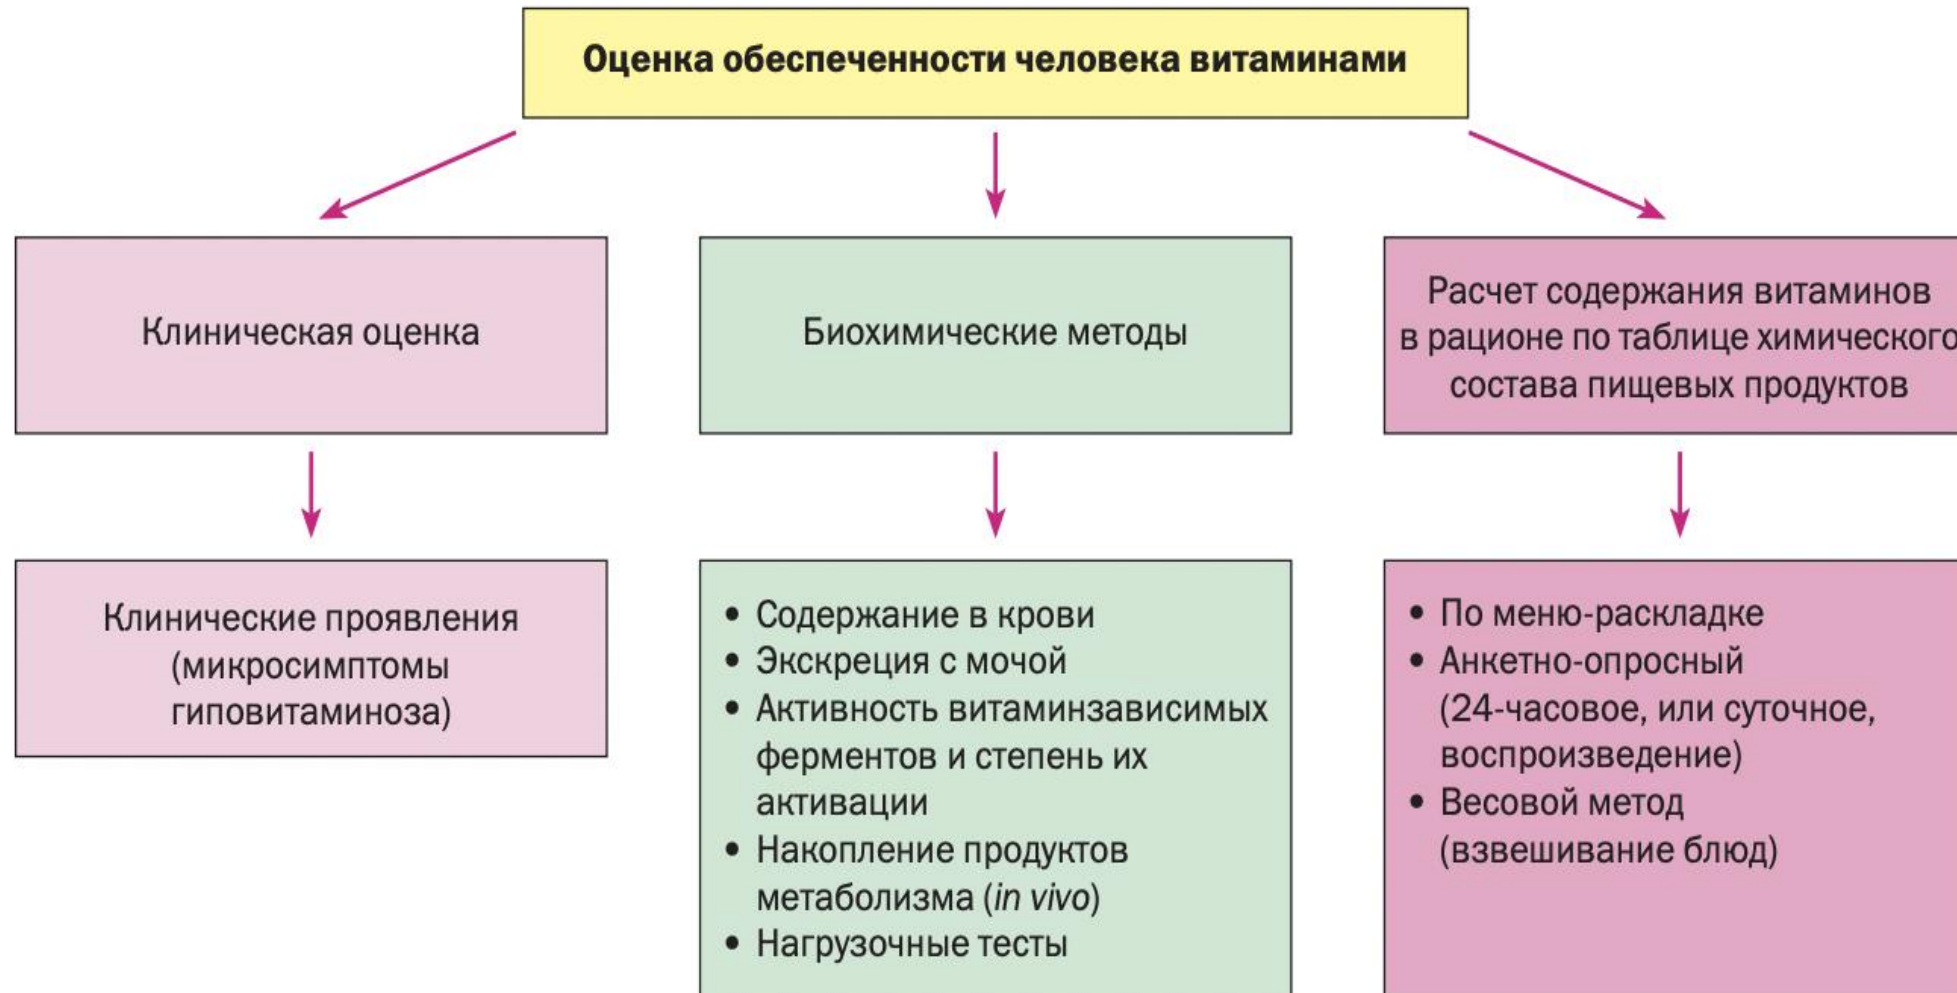 Оценка обеспеченности человека витаминами
Клиническая оценка
Биохимические методы
Расчет содержания витаминов
в рационе по таблице химического
состава пищевых продуктов
Клинические проявления
(микросимптомы
гиповитаминоза)
• Содержание в крови
• Экскреция с мочой
• Активность витаминзависимых
ферментов и степень их
активации
• Накопление продуктов
метаболизма (in vivo)
• Нагрузочные тесты
• По меню-раскладке
• Анкетно-опросный
(24-часовое, или суточное,
воспроизведение)
• Весовой метод
(взвешивание блюд)